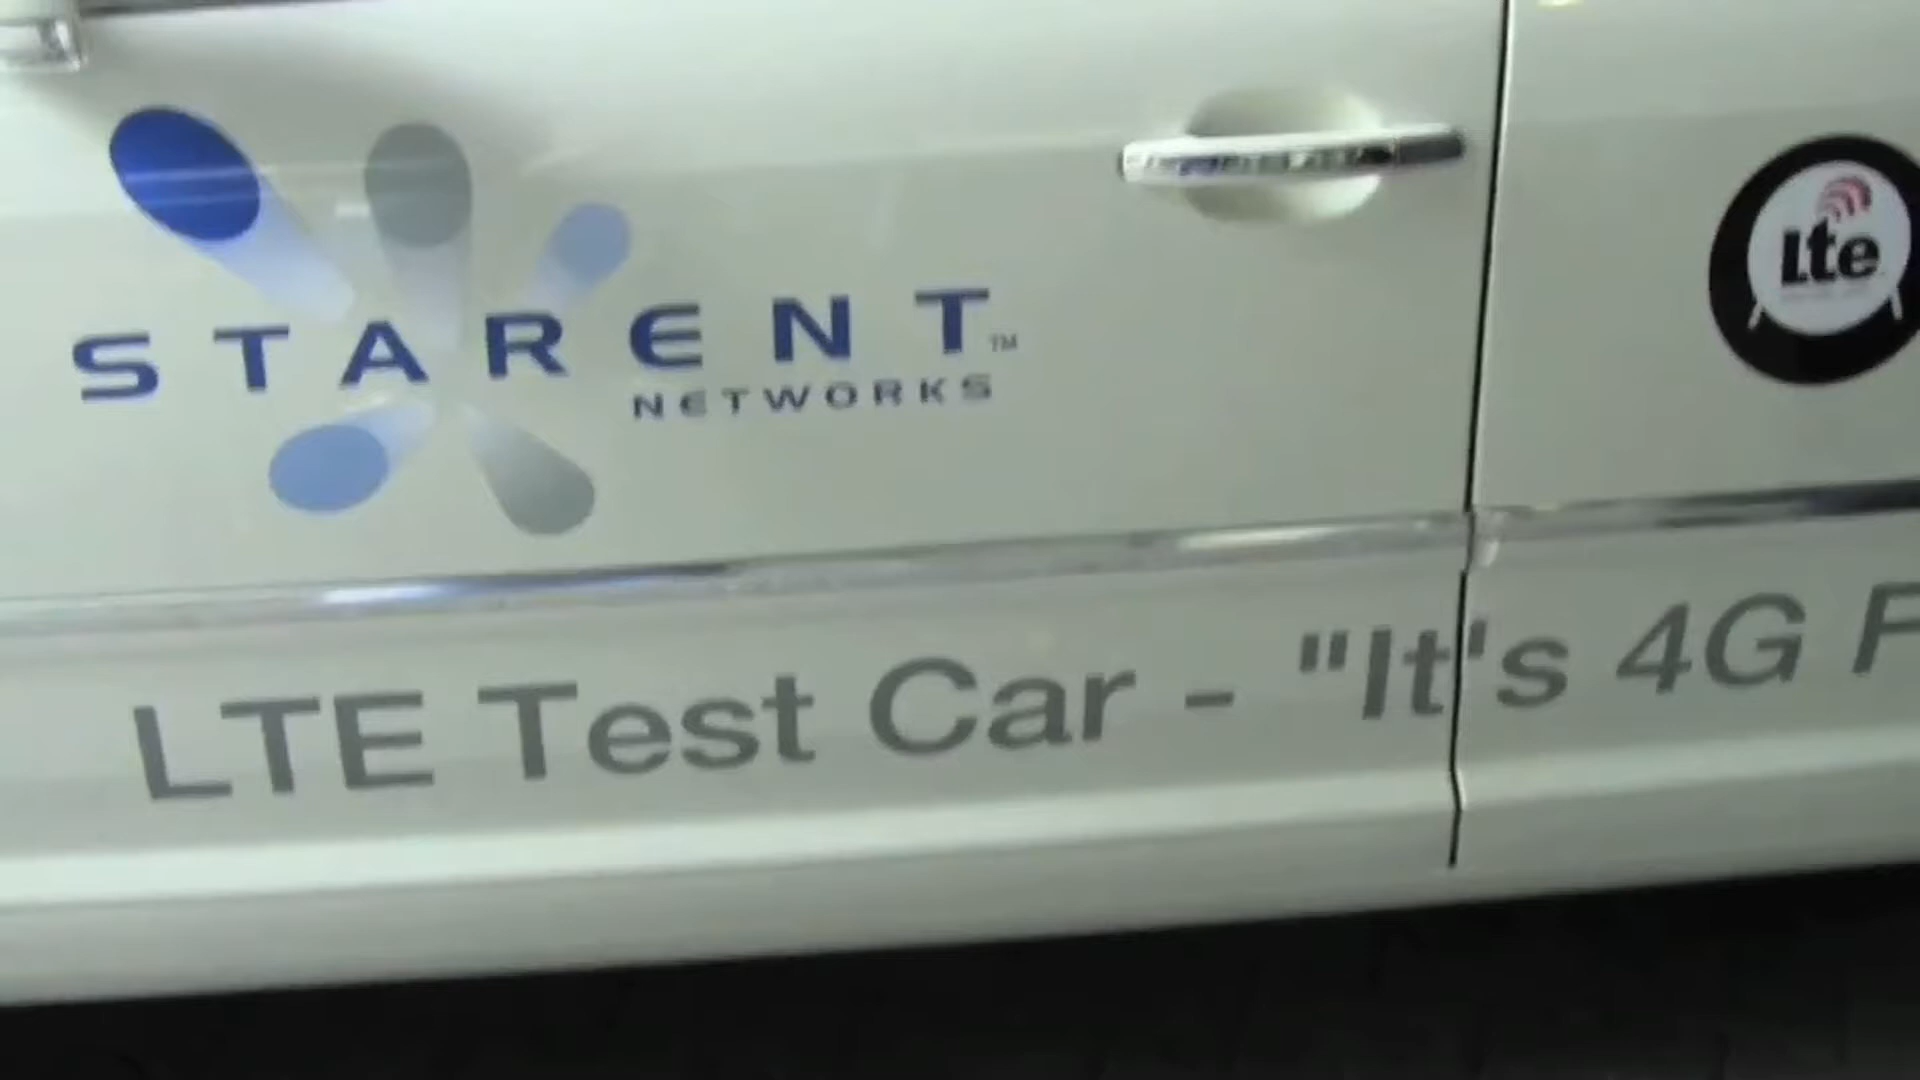 STARENT™
NETWORKS
Lte
LTE Test Car - "It's 4G F